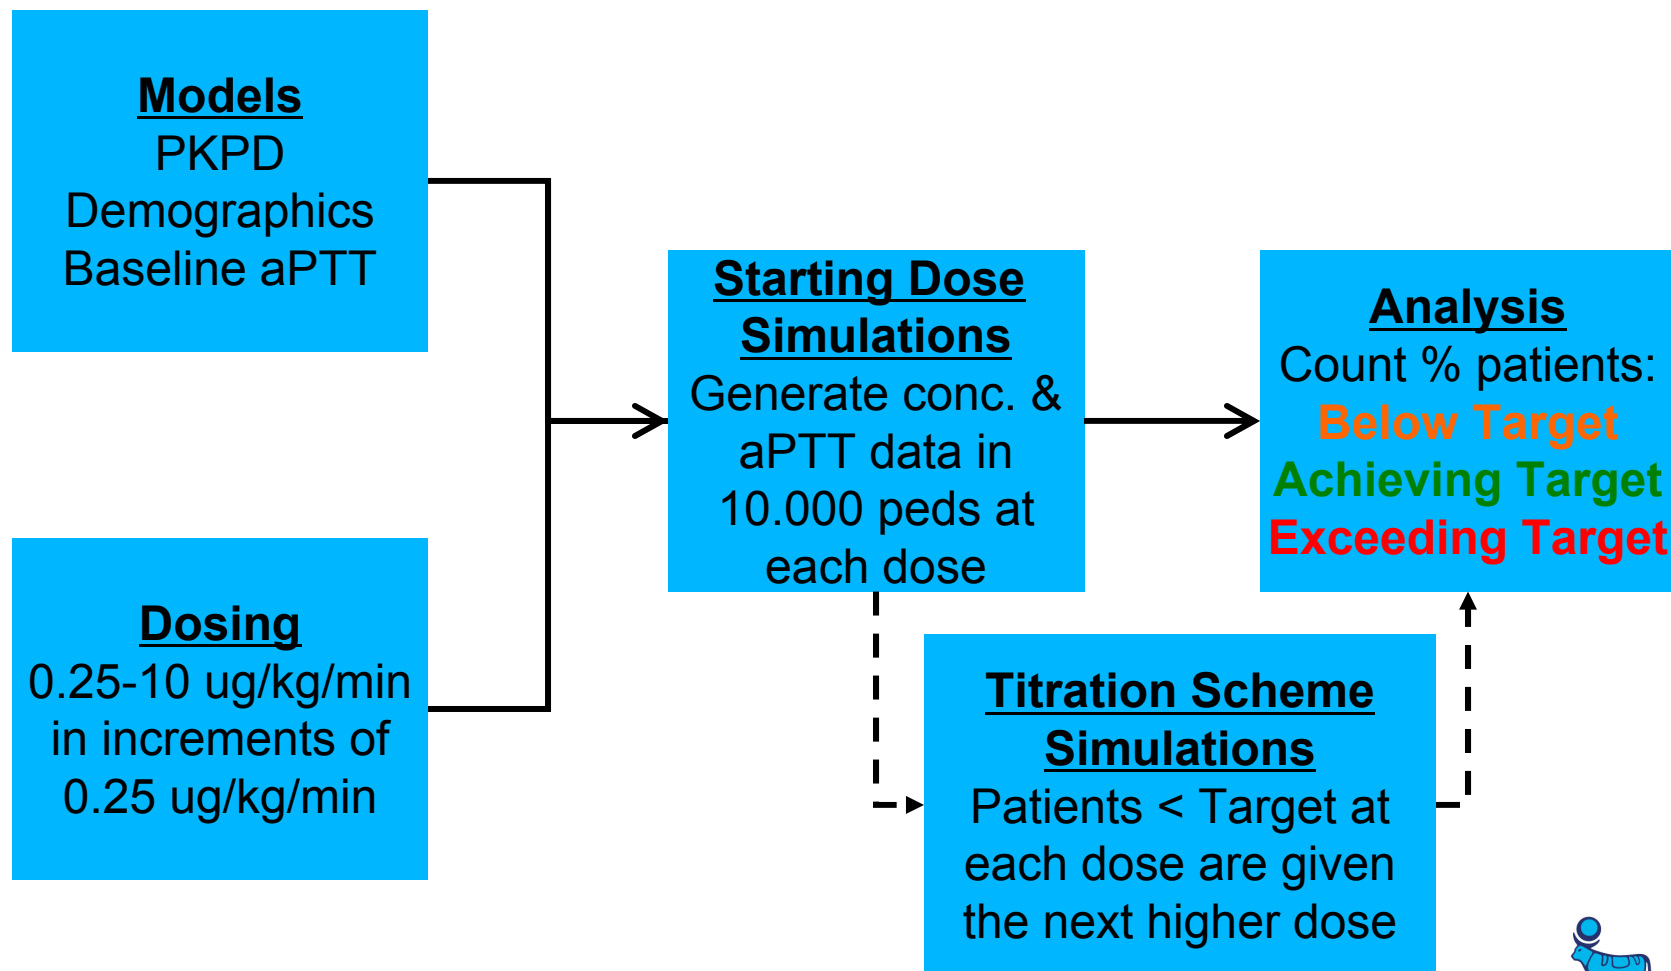 Models
PKPD
Demographics
Baseline aPTT
Dosing
0.25-10 ug/kg/min
in increments of
0.25 ug/kg/min
Starting Dose
Simulations
Generate conc. &
aPTT data in
10.000 peds at
each dose
Titration Scheme
Simulations
Patients < Target at
each dose are given
the next higher dose
Analysis
Count % patients:
Below Target
Achieving Target
Exceeding Target